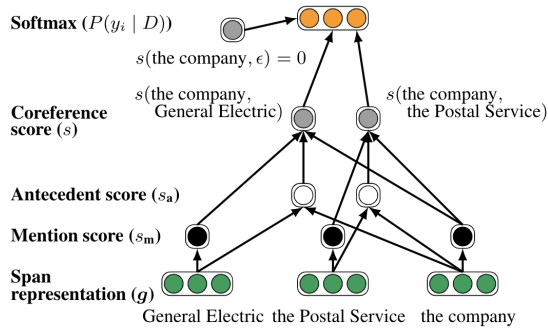 Softmax (P(y_i | D))
s(the company, ϵ) = 0
s(the company,
General Electric)
s(the company,
the Postal Service)
Coreference
score (s)
Antecedent score (s_a)
Mention score (s_m)
Span
representation (g)
General Electric the Postal Service the company